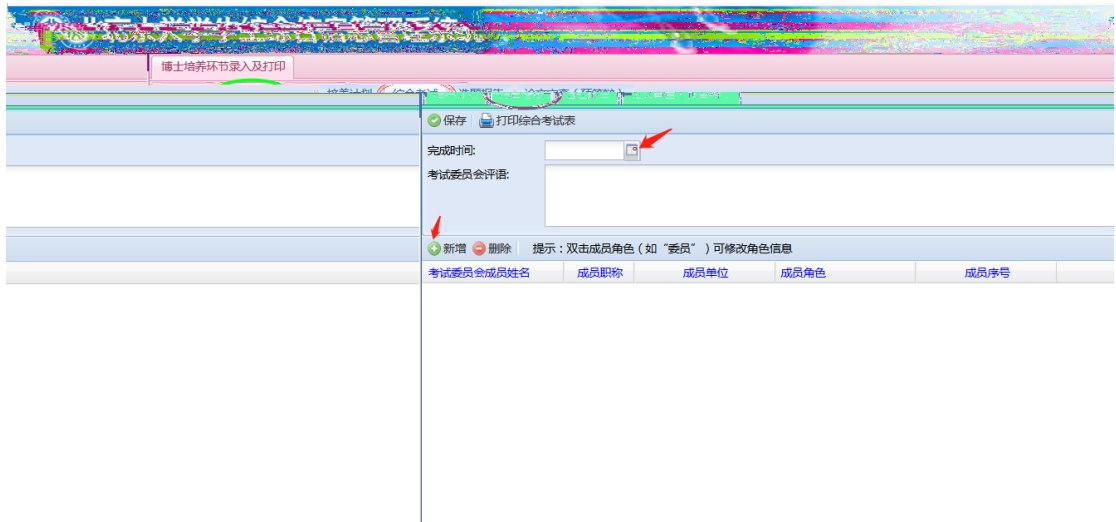 博士培养环节录入及打印
保存 打印综合考试表
完成时间:
考试委员会评语:
新增 删除 提示：双击成员角色（如“委员”）可修改角色信息
考试委员会成员姓名 成员职称 成员单位 成员角色 成员序号